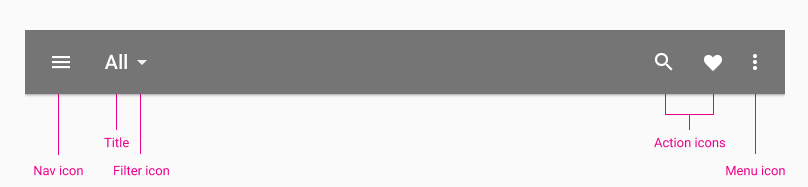 All
Title
Action icons
Nav icon
Filter icon
Menu icon